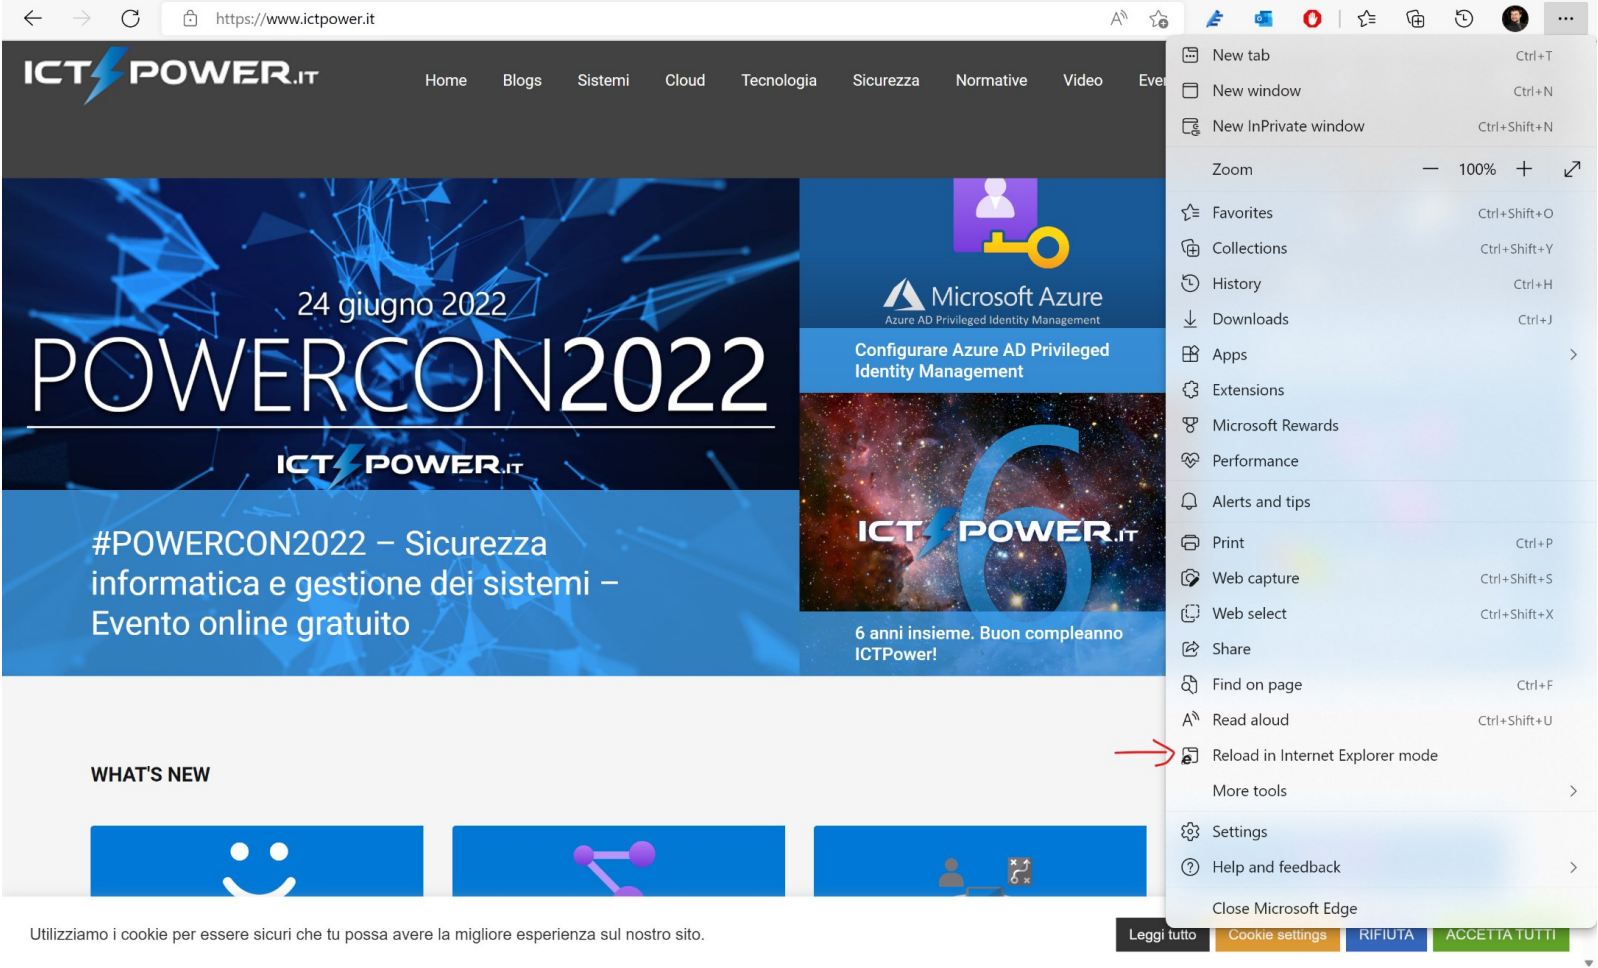 https://www.ictpower.it
ICT POWER.IT
Home Blogs Sistemi Cloud Tecnologia Sicurezza Normative Video
24 giugno 2022
POWERCON2022
ICT POWER.IT
#POWERCON2022 – Sicurezza
informatica e gestione dei sistemi –
Evento online gratuito
Microsoft Azure
Azure AD Privileged Identity Management
Configurare Azure AD Privileged
Identity Management
6
ICT POWER.IT
6 anni insieme. Buon compleanno
ICTPower!
WHAT'S NEW
Utilizziamo i cookie per essere sicuri che tu possa avere la migliore esperienza sul nostro sito.
Leggi tutto Cookie settings RIFIUTA ACCETTA TUTTI
New tab Ctrl+T
New window Ctrl+N
New InPrivate window Ctrl+Shift+N
Zoom — 100% +
Favorites Ctrl+Shift+O
Collections Ctrl+Shift+Y
History Ctrl+H
Downloads Ctrl+J
Apps
Extensions
Microsoft Rewards
Performance
Alerts and tips
Print Ctrl+P
Web capture Ctrl+Shift+S
Web select Ctrl+Shift+X
Share
Find on page Ctrl+F
Read aloud Ctrl+Shift+U
Reload in Internet Explorer mode
More tools
Settings
Help and feedback
Close Microsoft Edge